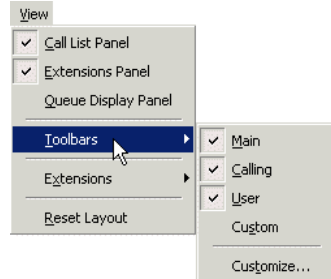 View
Call List Panel
Extensions Panel
Queue Display Panel
Toolbars
Extensions
Reset Layout
Main
Calling
User
Custom
Customize...